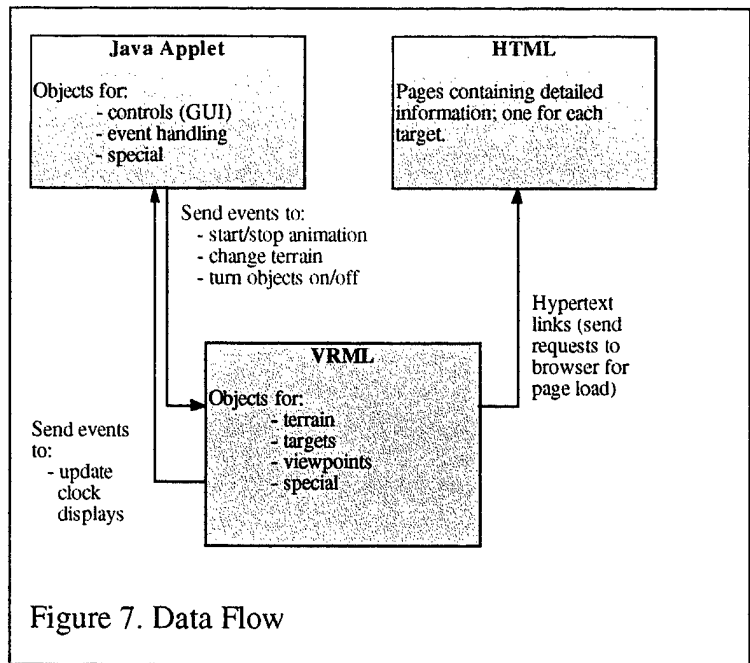 Java Applet
Objects for:
- controls (GUI)
- event handling
- special
HTML
Pages containing detailed
information; one for each
target.
Send events to:
- start/stop animation
- change terrain
- turn objects on/off
Hypertext
links (send
requests to
browser for
page load)
VRML
Objects for:
- terrain
- targets
- viewpoints
- special
Send events
to:
- update
clock
displays
Figure 7. Data Flow